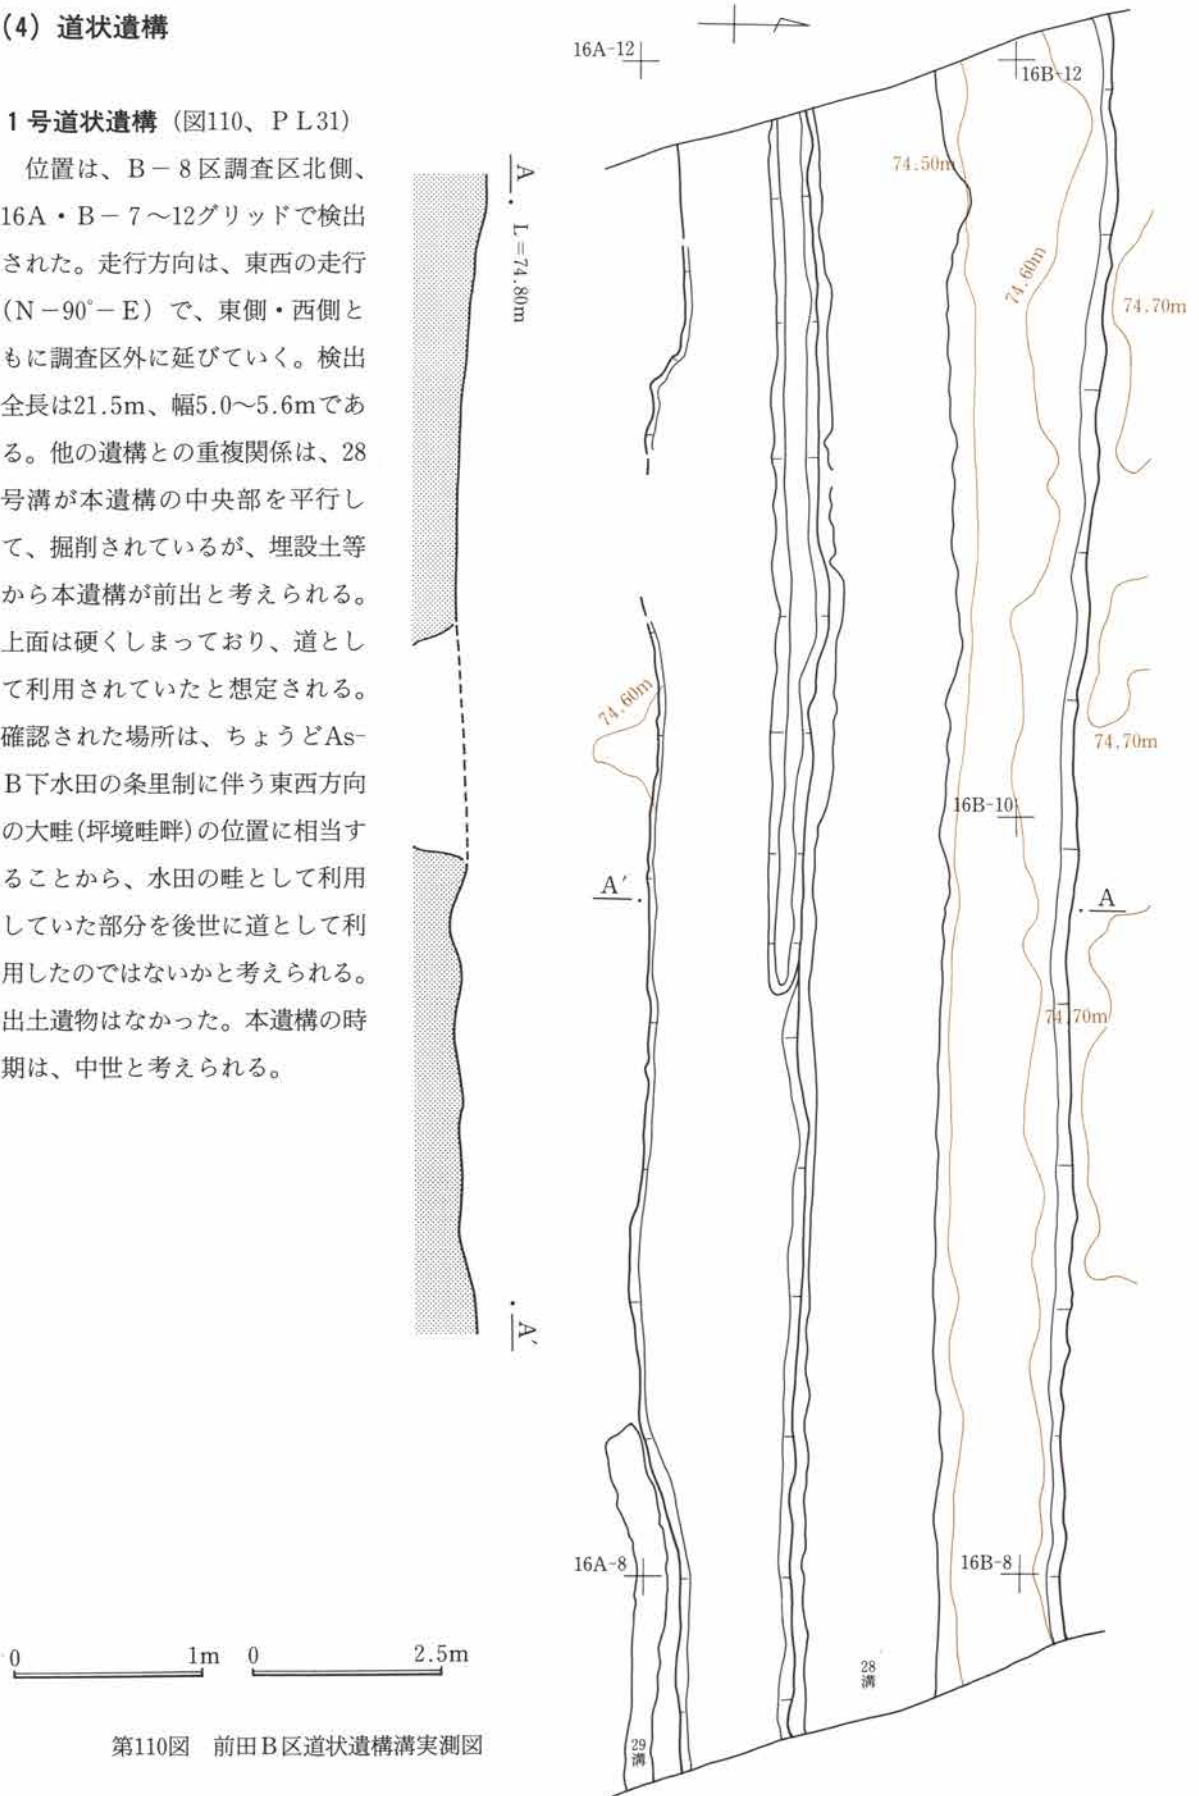 (4) 道状遺構
1号道状遺構（図110、PL31）
位置は、B－8区調査区北側、
16A・B－7～12グリッドで検出
された。走行方向は、東西の走行
（N－90°－E）で、東側・西側と
もに調査区外に延びていく。検出
全長は21.5m、幅5.0～5.6mであ
る。他の遺構との重複関係は、28
号溝が本遺構の中央部を平行し
て、掘削されているが、埋設土等
から本遺構が前出と考えられる。
上面は硬くしまっており、道とし
て利用されていたと想定される。
確認された場所は、ちょうどAs-
B下水田の条里制に伴う東西方向
の大畦(坪境畦畔)の位置に相当す
ることから、水田の畦として利用
していた部分を後世に道として利
用したのではないかと考えられる。
出土遺物はなかった。本遺構の時
期は、中世と考えられる。
A
L=74.80m
A′
16A-12
16B-12
74.50m
74.60m
74.70m
74.60m
74.70m
16B-10
A′
A
74.70m
16A-8
16B-8
28溝
29溝
0 1m 0 2.5m
第110図　前田B区道状遺構溝実測図